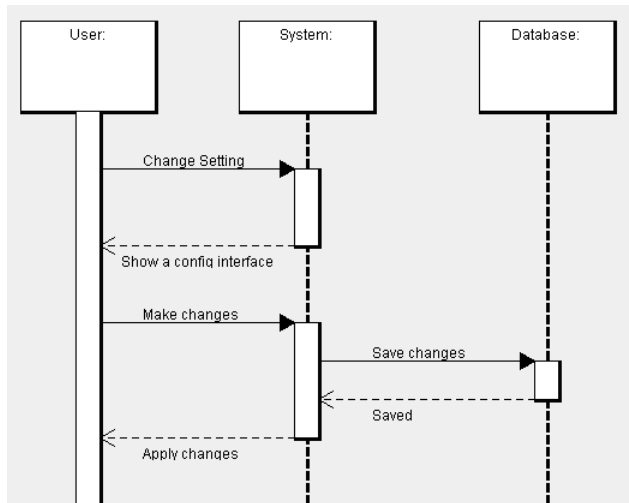 User:
System:
Database:
Change Setting
Show a config interface
Make changes
Save changes
Saved
Apply changes